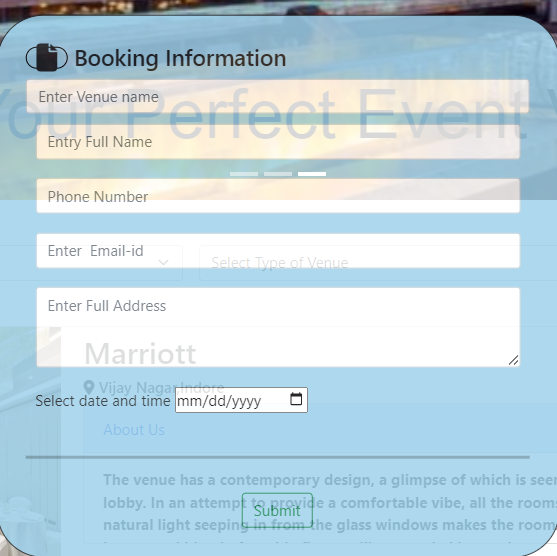 Booking Information
Your Perfect Event
Enter Venue name
Entry Full Name
Phone Number
Enter Email-id
Select Type of Venue
Enter Full Address
Marriott
Vijay Nagar Indore
Select date and time mm/dd/yyyy
About Us
The venue has a contemporary design, a glimpse of which is
lobby. In an attempt to provide a comfortable vibe, all the
Submit
natural light seeping in from the glass windows makes the